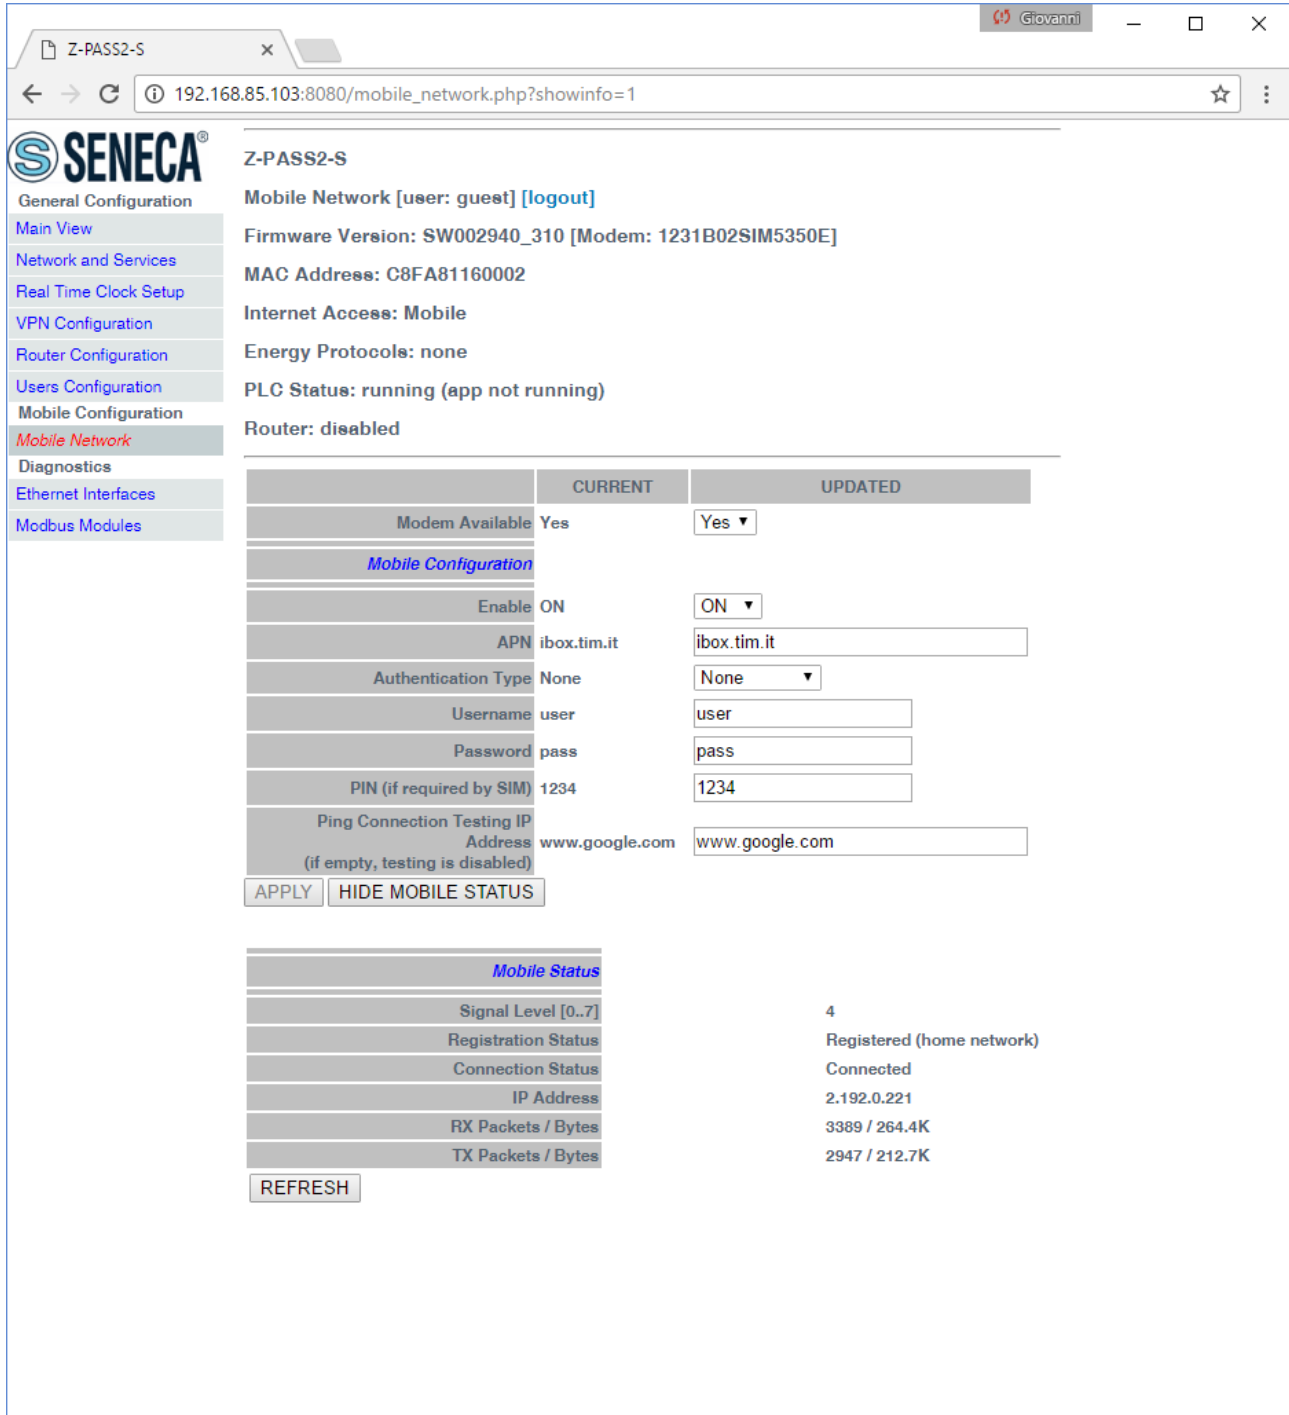 Giovanni
Z-PASS2-S
192.168.85.103:8080/mobile_network.php?showinfo=1
S SENECA®
General Configuration
Main View
Network and Services
Real Time Clock Setup
VPN Configuration
Router Configuration
Users Configuration
Mobile Configuration
Mobile Network
Diagnostics
Ethernet Interfaces
Modbus Modules
Z-PASS2-S
Mobile Network [user: guest] [logout]
Firmware Version: SW002940_310 [Modem: 1231B02SIM5350E]
MAC Address: C8FA81160002
Internet Access: Mobile
Energy Protocols: none
PLC Status: running (app not running)
Router: disabled
CURRENT UPDATED
Modem Available Yes Yes
Mobile Configuration
Enable ON ON
APN ibox.tim.it ibox.tim.it
Authentication Type None None
Username user user
Password pass pass
PIN (if required by SIM) 1234 1234
Ping Connection Testing IP
Address www.google.com www.google.com
(if empty, testing is disabled)
APPLY HIDE MOBILE STATUS
Mobile Status
Signal Level [0..7] 4
Registration Status Registered (home network)
Connection Status Connected
IP Address 2.192.0.221
RX Packets / Bytes 3389 / 264.4K
TX Packets / Bytes 2947 / 212.7K
REFRESH